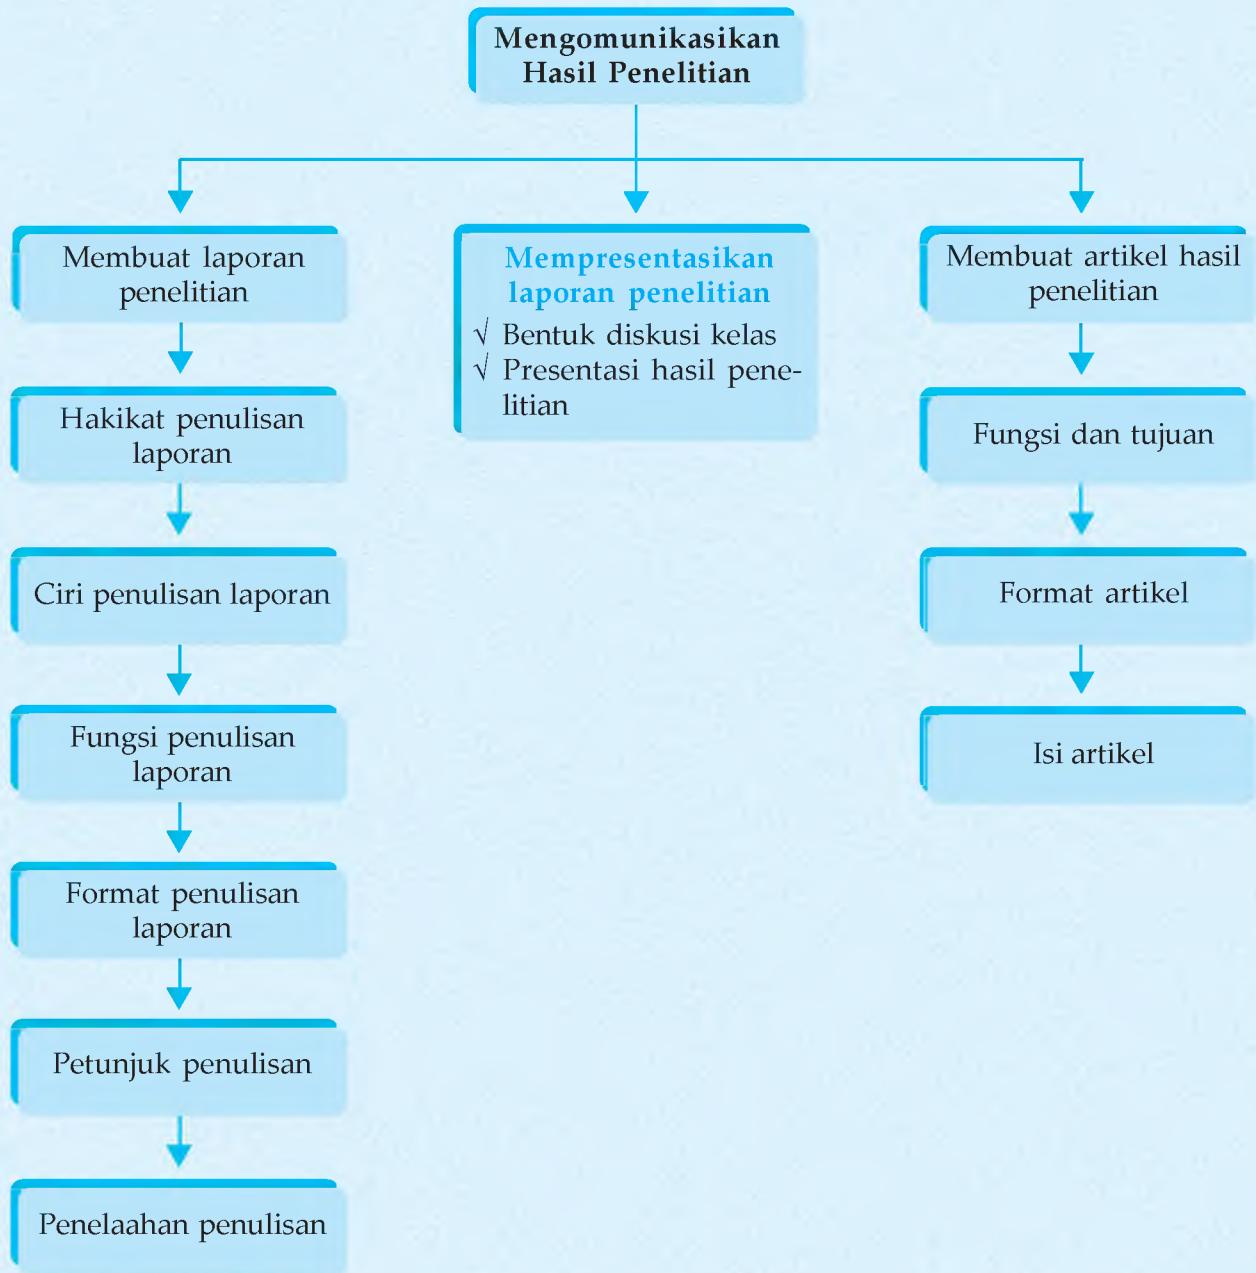 Mengomunikasikan
Hasil Penelitian
Membuat laporan
penelitian
Hakikat penulisan
laporan
Ciri penulisan laporan
Fungsi penulisan
laporan
Format penulisan
laporan
Petunjuk penulisan
Penelaahan penulisan
Mempresentasikan
laporan penelitian
√ Bentuk diskusi kelas
√ Presentasi hasil pene-
litian
Membuat artikel hasil
penelitian
Fungsi dan tujuan
Format artikel
Isi artikel